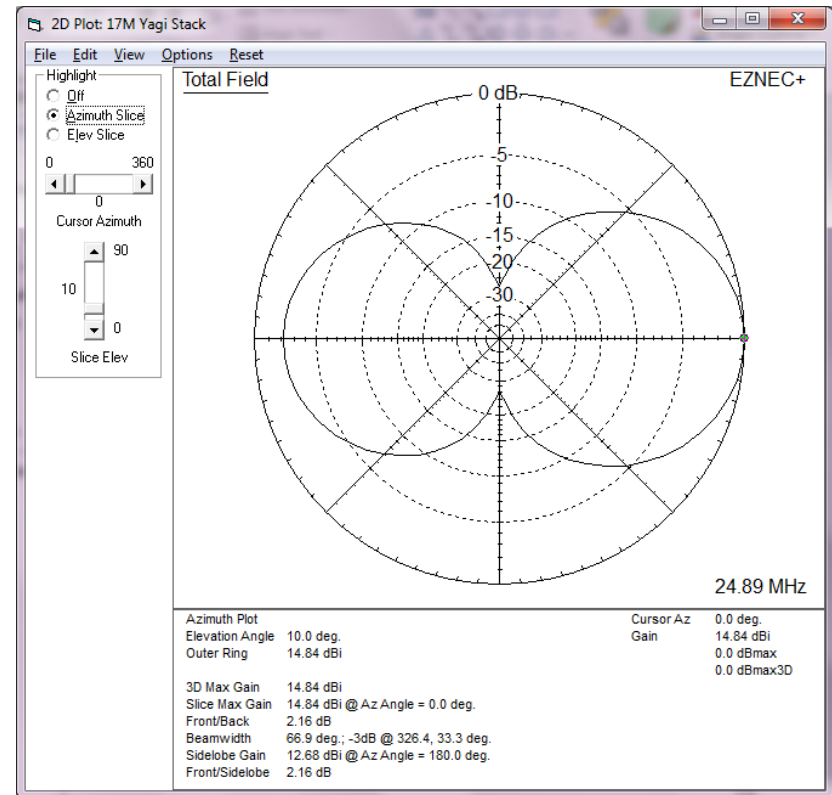 2D Plot: 17M Yagi Stack
File Edit View Options Reset
Highlight
Off
Azimuth Slice
Elev Slice
0 360
0
Cursor Azimuth
90
10
0
Slice Elev
Total Field
EZNEC+
0 dB
-5
-10
-15
-20
-30
24.89 MHz
Azimuth Plot
Elevation Angle 10.0 deg.
Outer Ring 14.84 dBi
3D Max Gain 14.84 dBi
Slice Max Gain 14.84 dBi @ Az Angle = 0.0 deg.
Front/Back 2.16 dB
Beamwidth 66.9 deg.; -3dB @ 326.4, 33.3 deg.
Sidelobe Gain 12.68 dBi @ Az Angle = 180.0 deg.
Front/Sidelobe 2.16 dB
Cursor Az 0.0 deg.
Gain 14.84 dBi
0.0 dBmax
0.0 dBmax3D